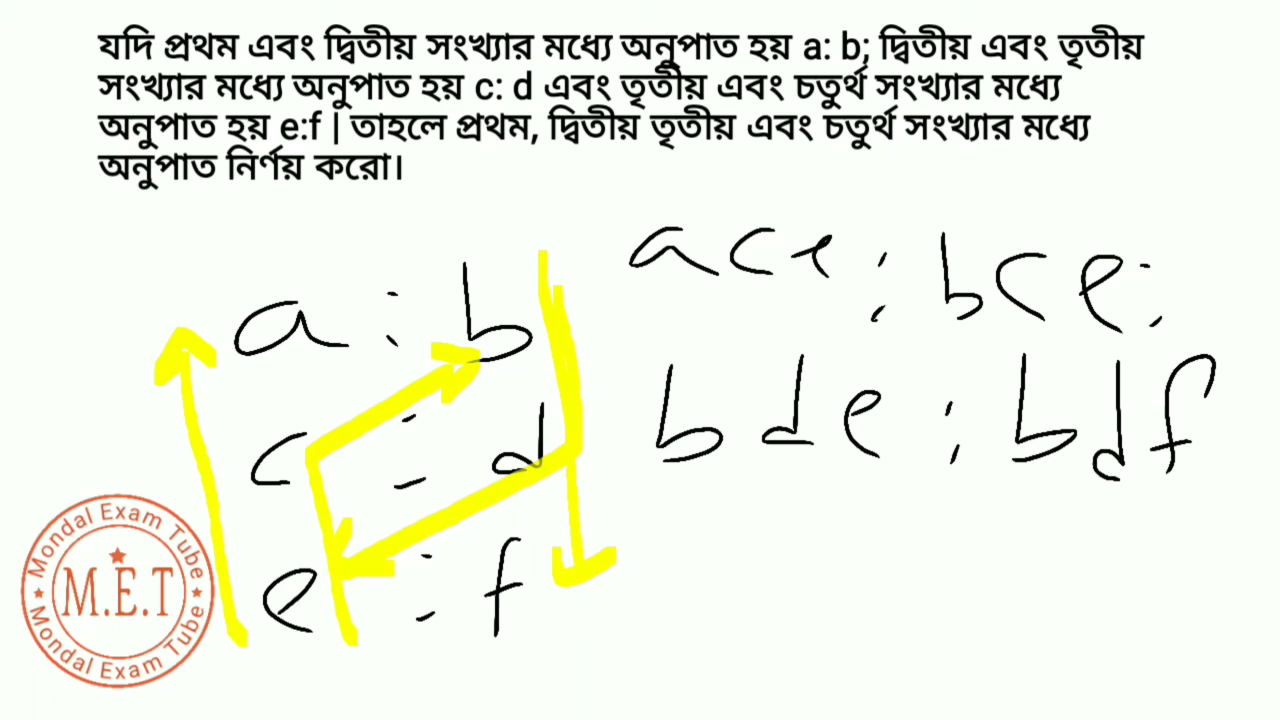 যদি প্রথম এবং দ্বিতীয় সংখ্যার মধ্যে অনুপাত হয় a: b; দ্বিতীয় এবং তৃতীয়
সংখ্যার মধ্যে অনুপাত হয় c: d এবং তৃতীয় এবং চতুর্থ সংখ্যার মধ্যে
অনুপাত হয় e:f | তাহলে প্রথম, দ্বিতীয় তৃতীয় এবং চতুর্থ সংখ্যার মধ্যে
অনুপাত নির্ণয় করো।
ace : bce :
bde : bdf
a : b
c : d
e : f
Mondal Exam Tube
M.E.T
Mondal Exam Tube